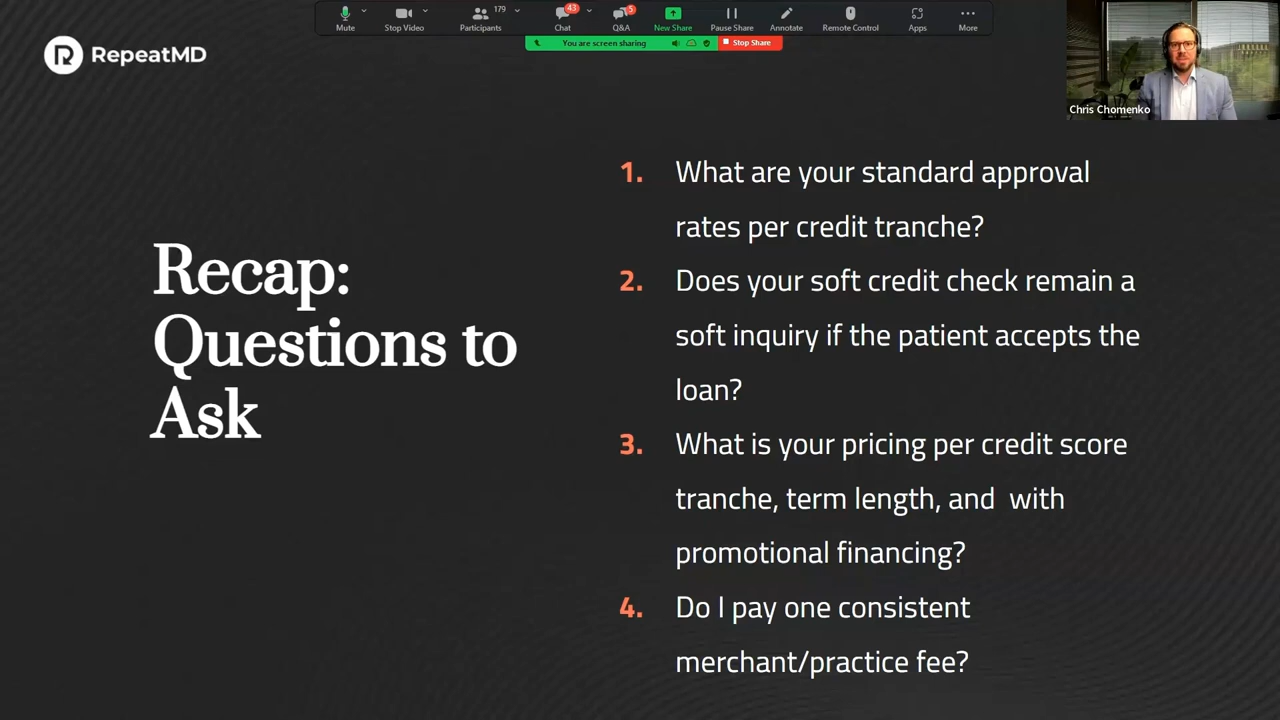 RepeatMD
Mute
Stop Video
Participants
179
Chat
43
Q&A
5
New Share
Pause Share
Annotate
Remote Control
Apps
More
You are screen sharing
Stop Share
Chris Chomenko
Recap:
Questions to
Ask
1. What are your standard approval
rates per credit tranche?
2. Does your soft credit check remain a
soft inquiry if the patient accepts the
loan?
3. What is your pricing per credit score
tranche, term length, and  with
promotional financing?
4. Do I pay one consistent
merchant/practice fee?